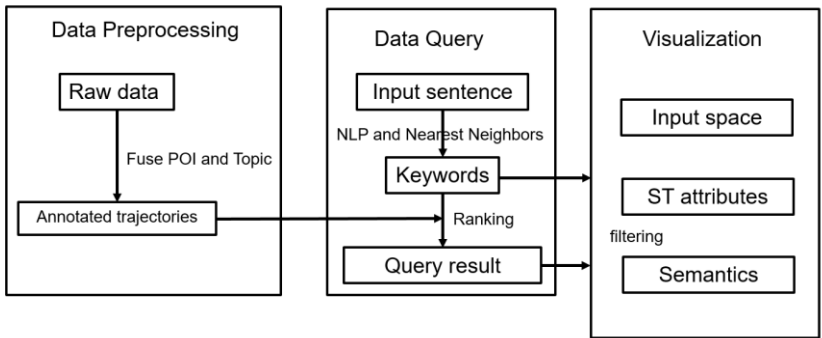 Data Preprocessing
Raw data
Fuse POI and Topic
Annotated trajectories
Data Query
Input sentence
NLP and Nearest Neighbors
Keywords
Ranking
Query result
Visualization
Input space
ST attributes
filtering
Semantics